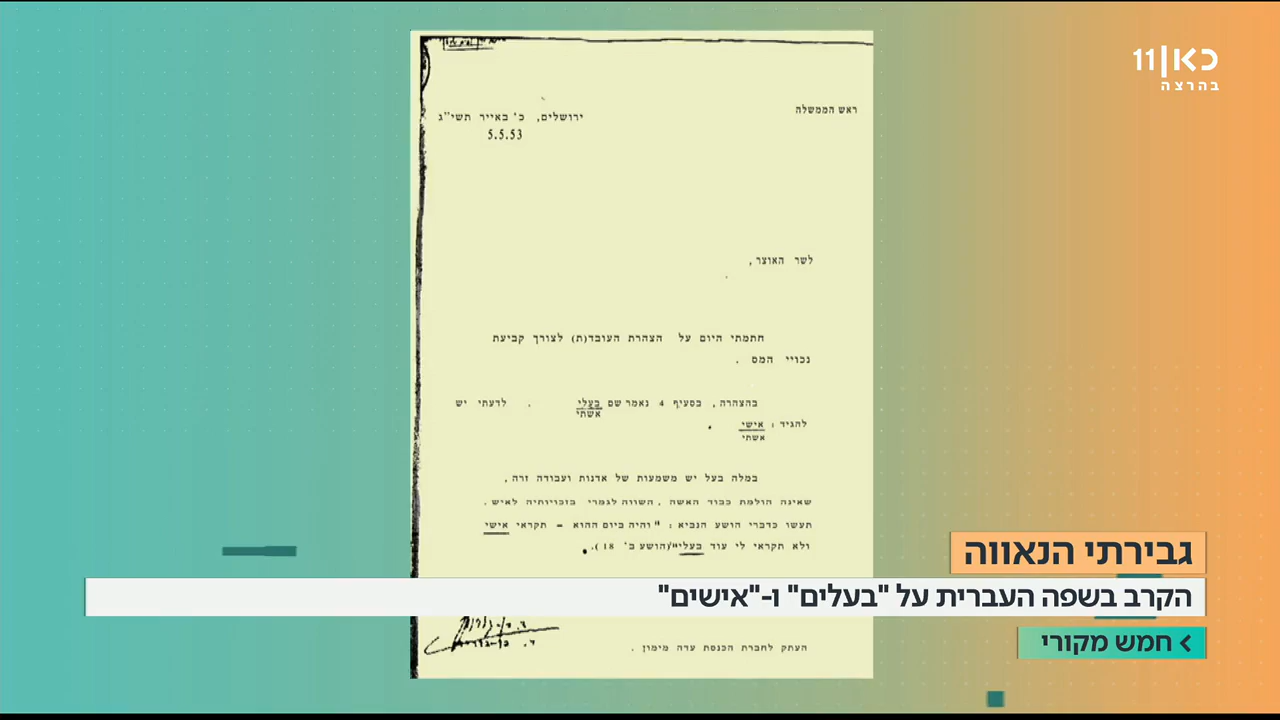 כאן 11
בהרצה
ראש הממשלה
ירושלים, כ' באייר תשי"ג
5.5.53
לשר האוצר,
חתמתי היום על הצהרת העובד(ת) לצורך קביעת
נכויי המס .
בהצהרה, בסעיף 4 נאמר שם בעלי . לדעתי יש
אשתי
להגיד: אישי .
אשתי
במלה בעל יש משמעות של אדנות ועבודה זרה,
שאינה הולמת כבוד האשה, השווה לגמרי בזכויותיה לאיש.
תעשו כדברי הושע הנביא: "והיה ביום ההוא - תקראי אישי
ולא תקראי לי עוד בעלי"(הושע ב' 18).
ד. בן-גוריון
העתק לחברת הכנסת עדה מימון .
גבירתי הנאווה
הקרב בשפה העברית על "בעלים" ו-"אישים"
חמש מקורי